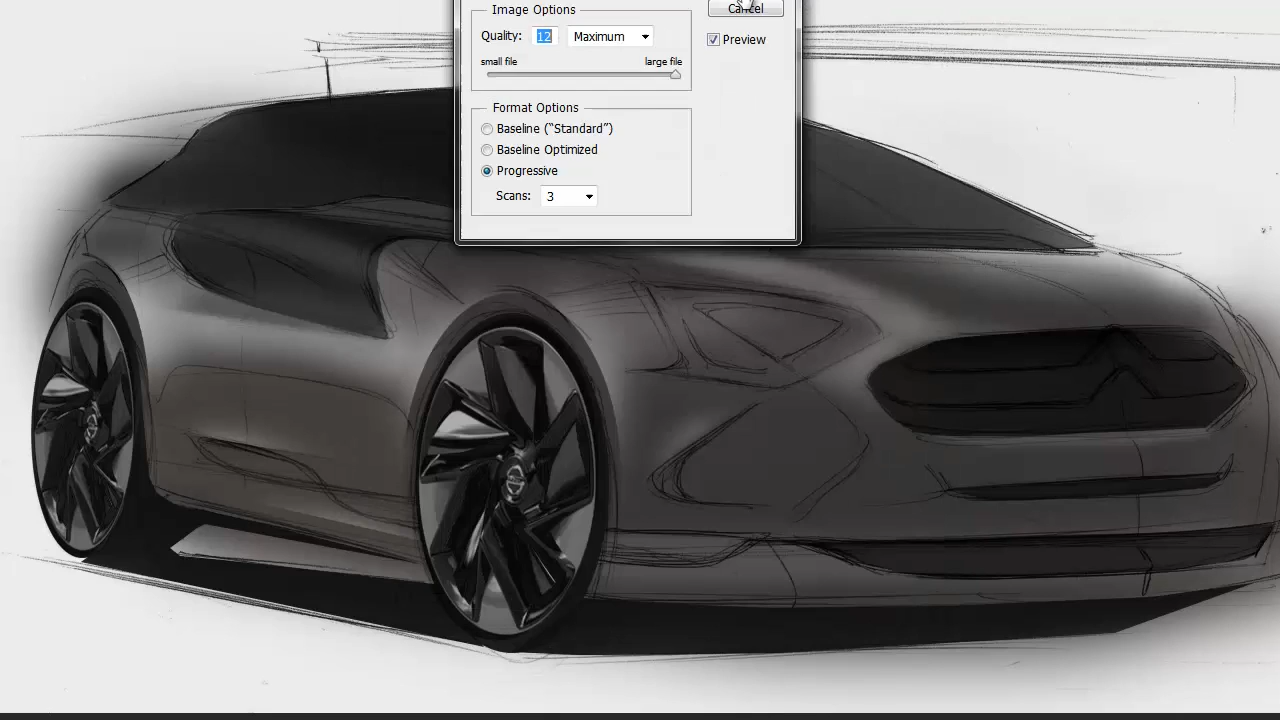 Image Options
Cancel
Quality: 12 Maximum
small file large file
Format Options
Baseline ("Standard")
Baseline Optimized
Progressive
Scans: 3